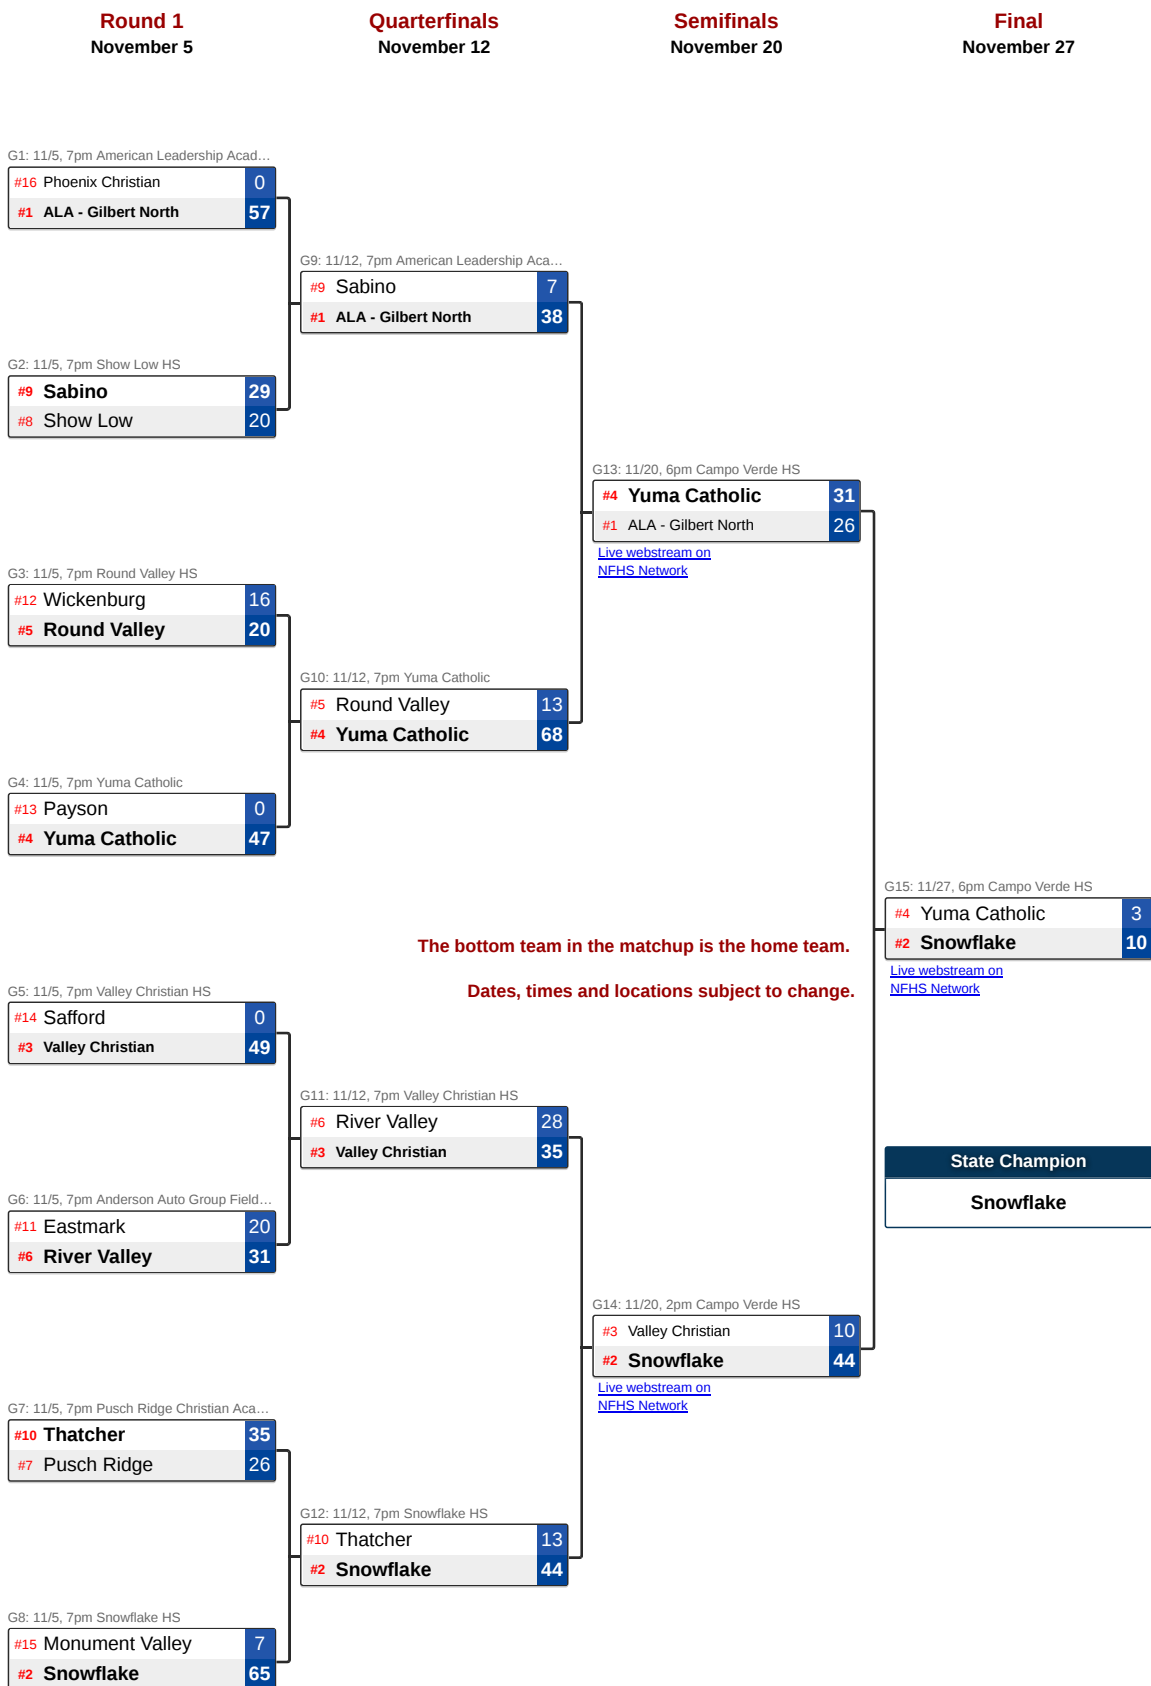 Round 1
November 5
Quarterfinals
November 12
Semifinals
November 20
Final
November 27
G1: 11/5, 7pm American Leadership Acad…
#16 Phoenix Christian 0
#1 ALA - Gilbert North 57
G9: 11/12, 7pm American Leadership Aca…
#9 Sabino 7
#1 ALA - Gilbert North 38
G2: 11/5, 7pm Show Low HS
#9 Sabino 29
#8 Show Low 20
G13: 11/20, 6pm Campo Verde HS
#4 Yuma Catholic 31
#1 ALA - Gilbert North 26
Live webstream on
NFHS Network
G3: 11/5, 7pm Round Valley HS
#12 Wickenburg 16
#5 Round Valley 20
G10: 11/12, 7pm Yuma Catholic
#5 Round Valley 13
#4 Yuma Catholic 68
G4: 11/5, 7pm Yuma Catholic
#13 Payson 0
#4 Yuma Catholic 47
G15: 11/27, 6pm Campo Verde HS
#4 Yuma Catholic 3
#2 Snowflake 10
Live webstream on
NFHS Network
The bottom team in the matchup is the home team.
Dates, times and locations subject to change.
G5: 11/5, 7pm Valley Christian HS
#14 Safford 0
#3 Valley Christian 49
G11: 11/12, 7pm Valley Christian HS
#6 River Valley 28
#3 Valley Christian 35
State Champion
Snowflake
G6: 11/5, 7pm Anderson Auto Group Field…
#11 Eastmark 20
#6 River Valley 31
G14: 11/20, 2pm Campo Verde HS
#3 Valley Christian 10
#2 Snowflake 44
Live webstream on
NFHS Network
G7: 11/5, 7pm Pusch Ridge Christian Aca…
#10 Thatcher 35
#7 Pusch Ridge 26
G12: 11/12, 7pm Snowflake HS
#10 Thatcher 13
#2 Snowflake 44
G8: 11/5, 7pm Snowflake HS
#15 Monument Valley 7
#2 Snowflake 65